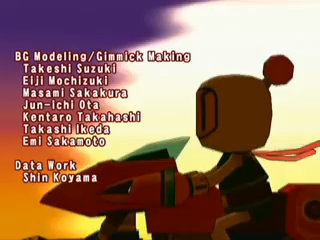 BG Modeling/Gimmick Making
Takeshi Suzuki
Eiji Mochizuki
Masami Sakakura
Jun-ichi Ota
Kentaro Takahashi
Takashi Ikeda
Emi Sakamoto
Data Work
Shin Koyama